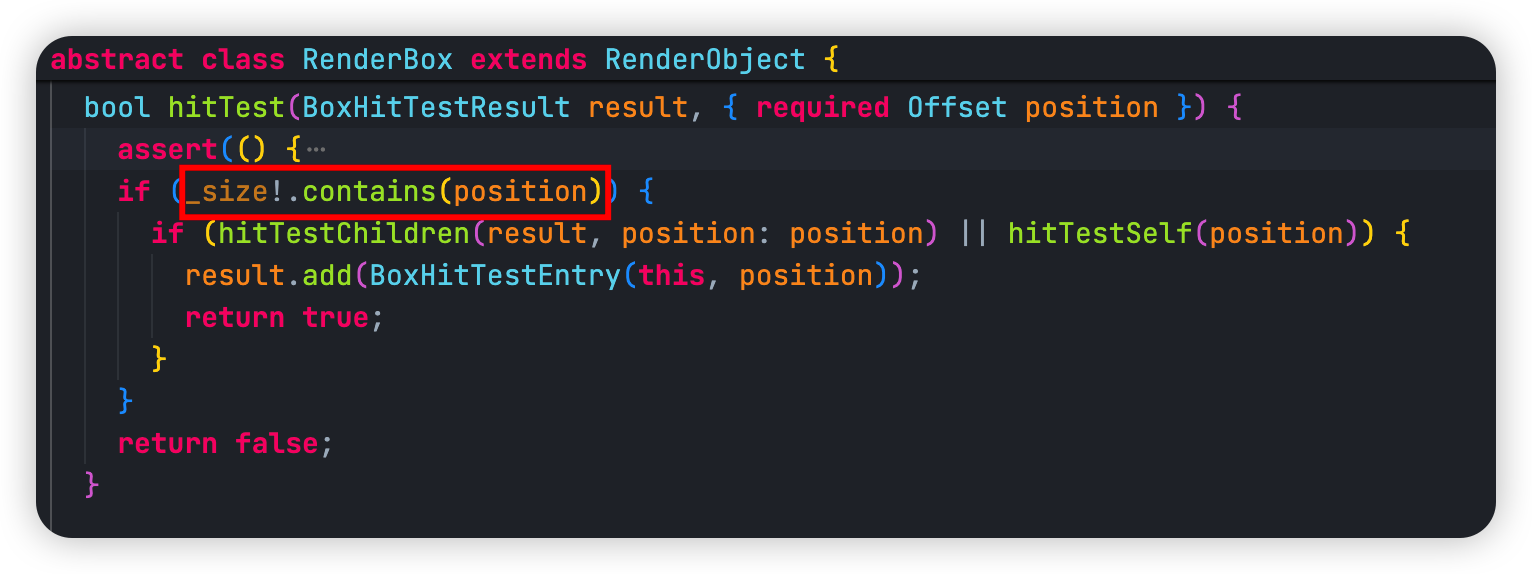 abstract class RenderBox extends RenderObject {
bool hitTest(BoxHitTestResult result, { required Offset position }) {
assert(() {⋯
if (_size!.contains(position)) {
if (hitTestChildren(result, position: position) || hitTestSelf(position)) {
result.add(BoxHitTestEntry(this, position));
return true;
}
}
return false;
}